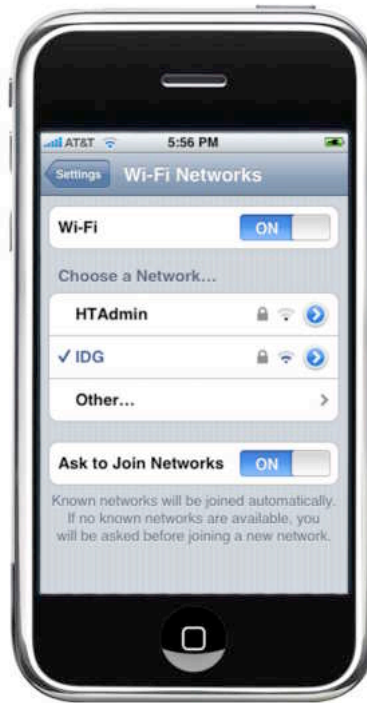 AT&T 5:56 PM
Settings Wi-Fi Networks
Wi-Fi ON
Choose a Network...
HTAdmin
✓ IDG
Other...
Ask to Join Networks ON
Known networks will be joined automatically.
If no known networks are available, you
will be asked before joining a new network.